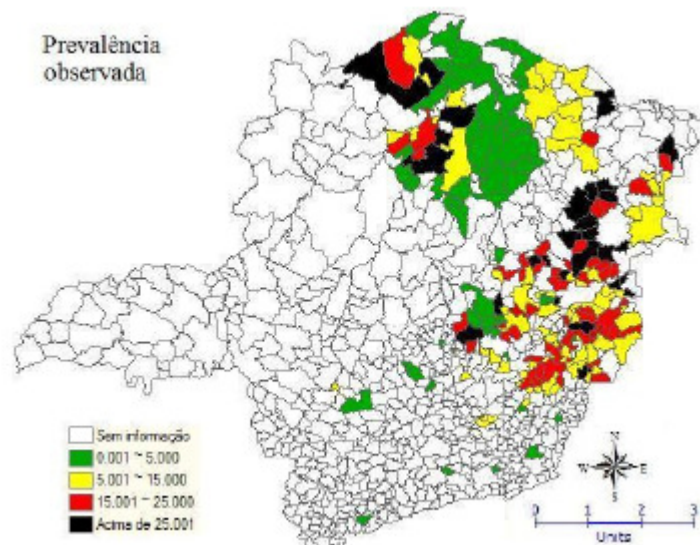 Prevalência
observada
Sem informação
0.001 ~ 5.000
5.001 ~ 15.000
15.001 ~ 25.000
Acima de 25.001
N
W E
S
0 1 2 3
Units